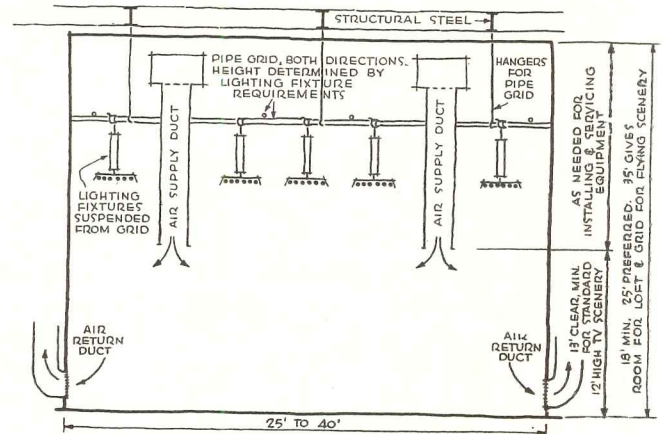 STRUCTURAL STEEL
PIPE GRID, BOTH DIRECTIONS.
HEIGHT DETERMINED BY
LIGHTING FIXTURE
REQUIREMENTS
HANGERS
FOR
PIPE
GRID
AIR SUPPLY DUCT
AIR SUPPLY DUCT
LIGHTING
FIXTURES
SUSPENDED
FROM GRID
AS NEEDED FOR
INSTALLING & SERVICING
EQUIPMENT
18' MIN. 25' PREFERRED. 35' GIVES
ROOM FOR LOFT & GRID FOR FLYING SCENERY
13' CLEAR, MIN.
FOR STANDARD
12' HIGH TV SCENERY
AIR
RETURN
DUCT
AIR
RETURN
DUCT
25' TO 40'